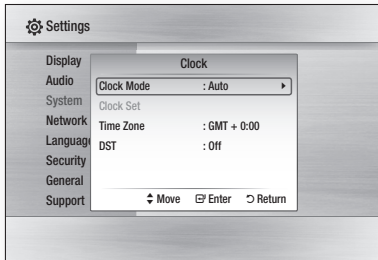 Settings
Display
Audio
System
Network
Language
Security
General
Support
Clock
Clock Mode : Auto
Clock Set
Time Zone : GMT + 0:00
DST : Off
Move Enter Return